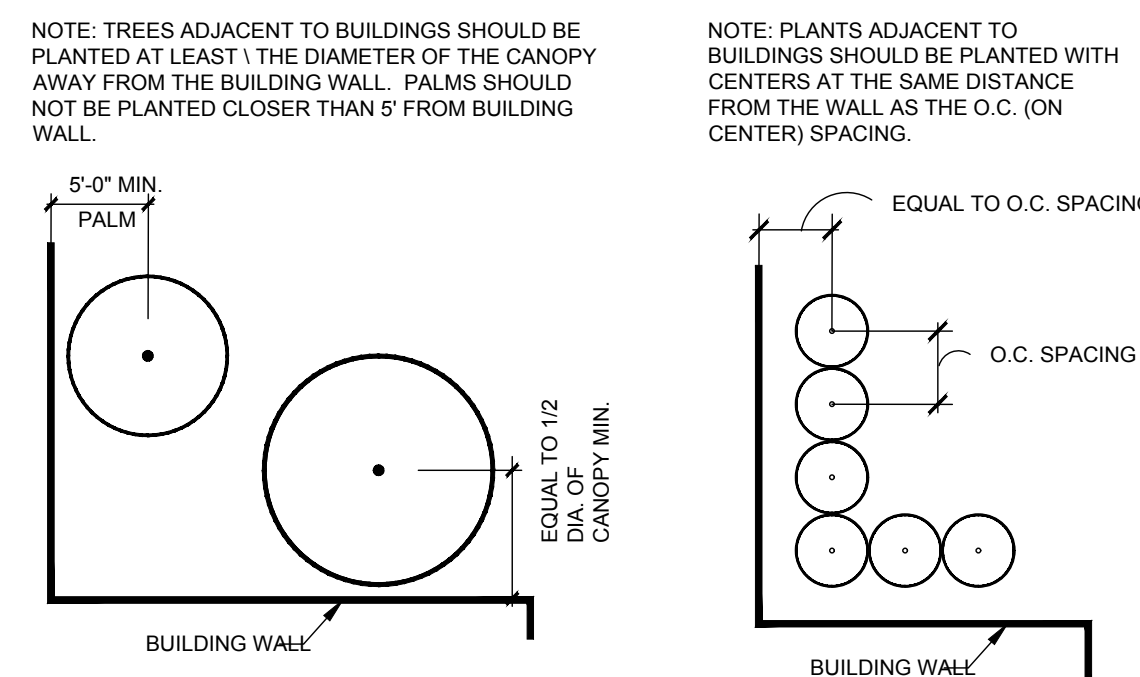 NOTE: TREES ADJACENT TO BUILDINGS SHOULD BE
PLANTED AT LEAST \ THE DIAMETER OF THE CANOPY
AWAY FROM THE BUILDING WALL.  PALMS SHOULD
NOT BE PLANTED CLOSER THAN 5' FROM BUILDING
WALL.
5'-0" MIN.
PALM
EQUAL TO 1/2
DIA. OF
CANOPY MIN.
BUILDING WALL
NOTE: PLANTS ADJACENT TO
BUILDINGS SHOULD BE PLANTED WITH
CENTERS AT THE SAME DISTANCE
FROM THE WALL AS THE O.C. (ON
CENTER) SPACING.
EQUAL TO O.C. SPACING
O.C. SPACING
BUILDING WALL